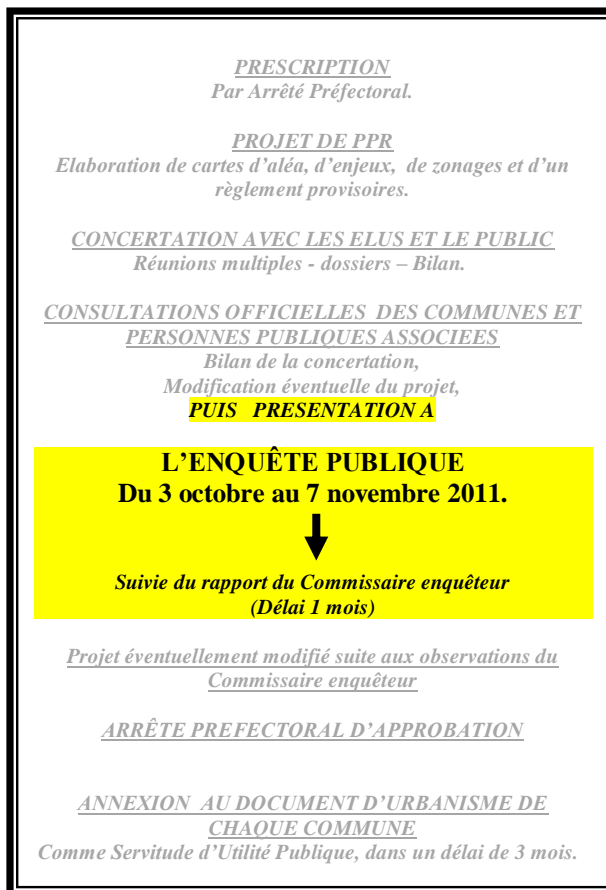 PRESCRIPTION
Par Arrêté Préfectoral.
PROJET DE PPR
Elaboration de cartes d'aléa, d'enjeux, de zonages et d'un
règlement provisoires.
CONCERTATION AVEC LES ELUS ET LE PUBLIC
Réunions multiples - dossiers – Bilan.
CONSULTATIONS OFFICIELLES DES COMMUNES ET
PERSONNES PUBLIQUES ASSOCIEES
Bilan de la concertation,
Modification éventuelle du projet,
PUIS PRESENTATION A
L'ENQUÊTE PUBLIQUE
Du 3 octobre au 7 novembre 2011.
Suivie du rapport du Commissaire enquêteur
(Délai 1 mois)
Projet éventuellement modifié suite aux observations du
Commissaire enquêteur
ARRÊTE PREFECTORAL D'APPROBATION
ANNEXION AU DOCUMENT D'URBANISME DE
CHAQUE COMMUNE
Comme Servitude d'Utilité Publique, dans un délai de 3 mois.